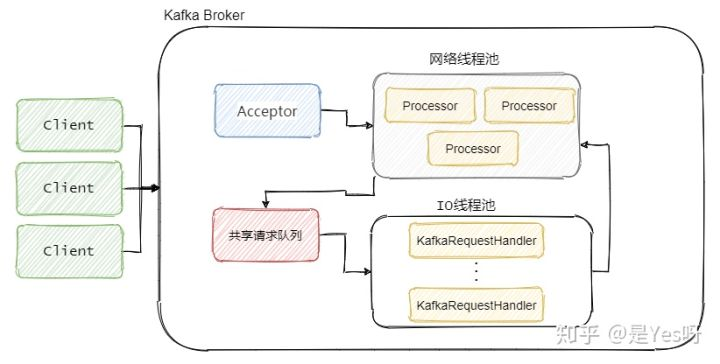 Kafka Broker
网络线程池
Client
Client
Client
Acceptor
Processor
Processor
Processor
共享请求队列
IO线程池
KafkaRequestHandler
KafkaRequestHandler
知乎 @是Yes呀